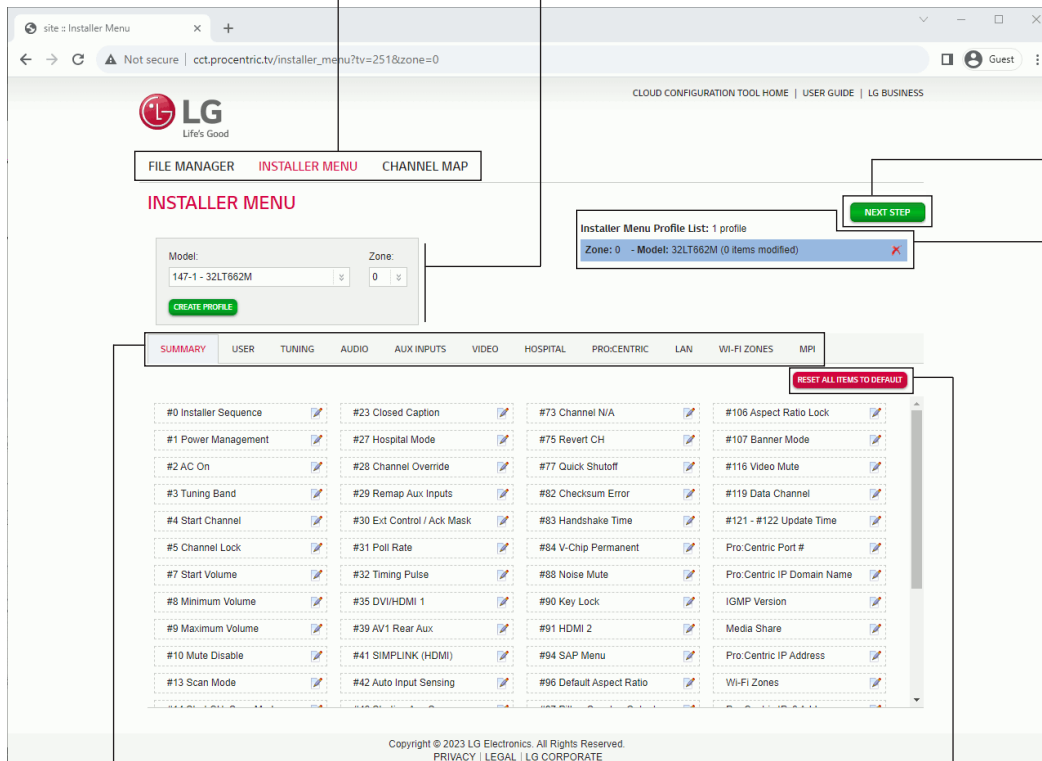 site :: Installer Menu
Not secure | cct.procentric.tv/installer_menu?tv=251&zone=0
Guest
CLOUD CONFIGURATION TOOL HOME | USER GUIDE | LG BUSINESS
LG
Life's Good
FILE MANAGER INSTALLER MENU CHANNEL MAP
INSTALLER MENU
NEXT STEP
Installer Menu Profile List: 1 profile
Zone: 0 - Model: 32LT662M (0 items modified)
Model: Zone:
147-1 - 32LT662M 0
CREATE PROFILE
SUMMARY USER TUNING AUDIO AUX INPUTS VIDEO HOSPITAL PRO:CENTRIC LAN WI-FI ZONES MPI
RESET ALL ITEMS TO DEFAULT
#0 Installer Sequence #23 Closed Caption #73 Channel N/A #106 Aspect Ratio Lock
#1 Power Management #27 Hospital Mode #75 Revert CH #107 Banner Mode
#2 AC On #28 Channel Override #77 Quick Shutoff #116 Video Mute
#3 Tuning Band #29 Remap Aux Inputs #82 Checksum Error #119 Data Channel
#4 Start Channel #30 Ext Control / Ack Mask #83 Handshake Time #121 - #122 Update Time
#5 Channel Lock #31 Poll Rate #84 V-Chip Permanent Pro:Centric Port #
#7 Start Volume #32 Timing Pulse #88 Noise Mute Pro:Centric IP Domain Name
#8 Minimum Volume #35 DVI/HDMI 1 #90 Key Lock IGMP Version
#9 Maximum Volume #39 AV1 Rear Aux #91 HDMI 2 Media Share
#10 Mute Disable #41 SIMPLINK (HDMI) #94 SAP Menu Pro:Centric IP Address
#13 Scan Mode #42 Auto Input Sensing #96 Default Aspect Ratio Wi-Fi Zones
Copyright © 2023 LG Electronics. All Rights Reserved.
PRIVACY | LEGAL | LG CORPORATE